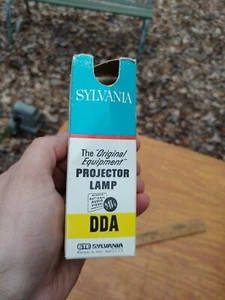 SYLVANIA
The "Original
Equipment"
PROJECTOR
LAMP
DDA
GTE SYLVANIA